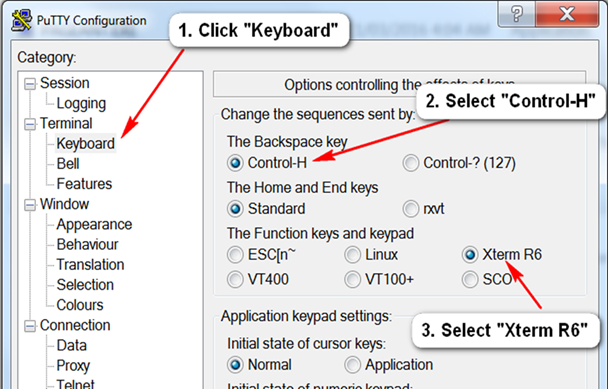 PuTTY Configuration
1. Click "Keyboard"
Category:
Session
Logging
Terminal
Keyboard
Bell
Features
Window
Appearance
Behaviour
Translation
Selection
Colours
Connection
Data
Proxy
Telnet
Options controlling the effects of keys
2. Select "Control-H"
Change the sequences sent by:
The Backspace key
Control-H Control-? (127)
The Home and End keys
Standard rxvt
The Function keys and keypad
ESC[n~ Linux Xterm R6
VT400 VT100+ SCO
3. Select "Xterm R6"
Application keypad settings:
Initial state of cursor keys:
Normal Application
Initial state of numeric keypad: